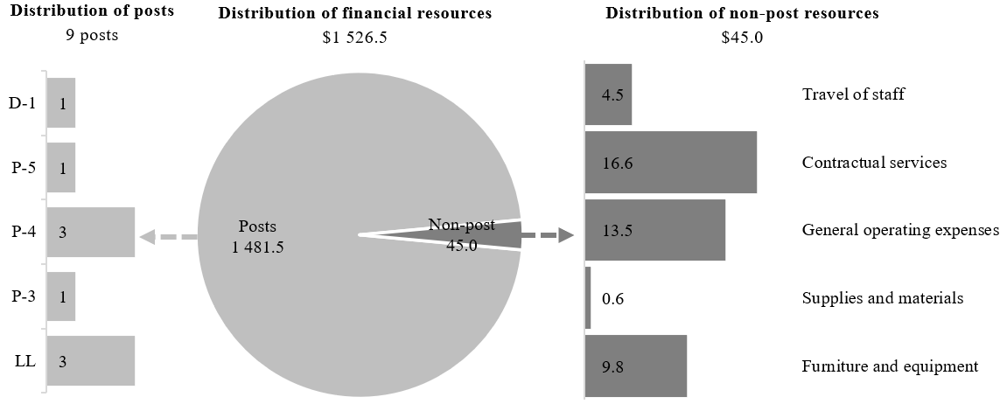 Distribution of posts
9 posts
D-1
1
P-5
1
P-4
3
P-3
1
LL
3
Distribution of financial resources
$1 526.5
Posts
1 481.5
Non-post
45.0
Distribution of non-post resources
$45.0
4.5 Travel of staff
16.6 Contractual services
13.5 General operating expenses
0.6 Supplies and materials
9.8 Furniture and equipment